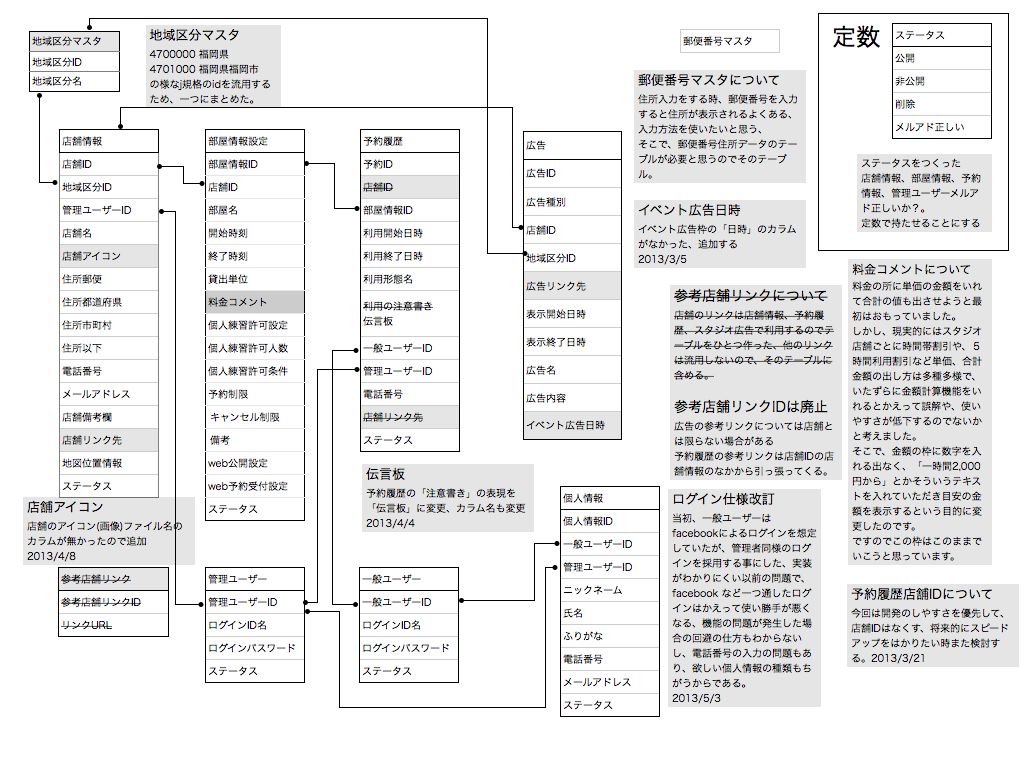 地域区分マスタ
地域区分ID
地域区分名
地域区分マスタ
4700000 福岡県
4701000 福岡県福岡市
の様なj規格のidを流用する
ため、一つにまとめた。
店舗情報
店舗ID
地域区分ID
管理ユーザーID
店舗名
店舗アイコン
住所郵便
住所都道府県
住所市町村
住所以下
電話番号
メールアドレス
店舗備考欄
店舗リンク先
地図位置情報
ステータス
部屋情報設定
部屋情報ID
店舗ID
部屋名
開始時刻
終了時刻
貸出単位
料金コメント
個人練習許可設定
個人練習許可人数
個人練習許可条件
予約制限
キャンセル制限
備考
web公開設定
web予約受付設定
ステータス
予約履歴
予約ID
店舗ID
部屋情報ID
利用開始日時
利用終了日時
利用形態名
利用の注意書き
伝言板
一般ユーザーID
管理ユーザーID
電話番号
店舗リンク先
ステータス
広告
広告ID
広告種別
店舗ID
地域区分ID
広告リンク先
表示開始日時
表示終了日時
広告名
広告内容
イベント広告日時
郵便番号マスタ
郵便番号マスタについて
住所入力をする時、郵便番号を入力
すると住所が表示されるよくある、
入力方法を使いたいと思う、
そこで、郵便番号住所データのテー
ブルが必要と思うのでそのテーブ
ル。
イベント広告日時
イベント広告枠の「日時」のカラム
がなかった、追加する
2013/3/5
参考店舗リンクについて
店舗のリンクは店舗情報、予約履
歴、スタジオ広告で利用するのでテ
ーブルをひとつ作った、他のリンク
は流用しないので、そのテーブルに
含める。
参考店舗リンクIDは廃止
広告の参考リンクについては店舗と
は限らない場合がある
予約履歴の参考リンクは店舗IDの店
舗情報のなかから引っ張ってくる。
定数
ステータス
公開
非公開
削除
メルアド正しい
ステータスをつくった
店舗情報、部屋情報、予約
情報、管理ユーザーメルア
ド正しいか?。
定数で持たせることにする
料金コメントについて
料金の所に単価の金額をいれ
て合計の値も出させようと最
初はおもっていました。
しかし、現実的にはスタジオ
店舗ごとに時間帯割引や、5
時間利用割引など単価、合計
金額の出し方は多種多様で、
いたずらに金額計算機能をい
れるとかえって誤解や、使い
やすさが低下するのでないか
と考えました。
そこで、金額の枠に数字を入
れる出なく、「一時間2,000
円から」とかそういうテキス
トを入れていただき目安の金
額を表示するという目的に変
更したのです。
ですのでこの枠はこのままで
いこうと思っています。
予約履歴店舗IDについて
今回は開発のしやすさを優先して、
店舗IDはなくす、将来的にスピード
アップをはかりたい時また検討す
る。2013/3/21
店舗アイコン
店舗のアイコン(画像)ファイル名の
カラムが無かったので追加
2013/4/8
伝言板
予約履歴の「注意書き」の表現を
「伝言板」に変更、カラム名も変更
2013/4/4
参考店舗リンク
参考店舗リンクID
リンクURL
管理ユーザー
管理ユーザーID
ログインID名
ログインパスワード
ステータス
一般ユーザー
一般ユーザーID
ログインID名
ログインパスワード
ステータス
個人情報
個人情報ID
一般ユーザーID
管理ユーザーID
ニックネーム
氏名
ふりがな
電話番号
メールアドレス
ステータス
ログイン仕様改訂
当初、一般ユーザーは
facebookによるログインを想定
していたが、管理者同様のログ
インを採用する事にした、実装
がわかりにくい以前の問題で、
facebook など一つ通したログ
インはかえって使い勝手が悪く
なる、機能の問題が発生した場
合の回避の仕方もわからない
し、電話番号の入力の問題もあ
り、欲しい個人情報の種類もち
がうからである。
2013/5/3